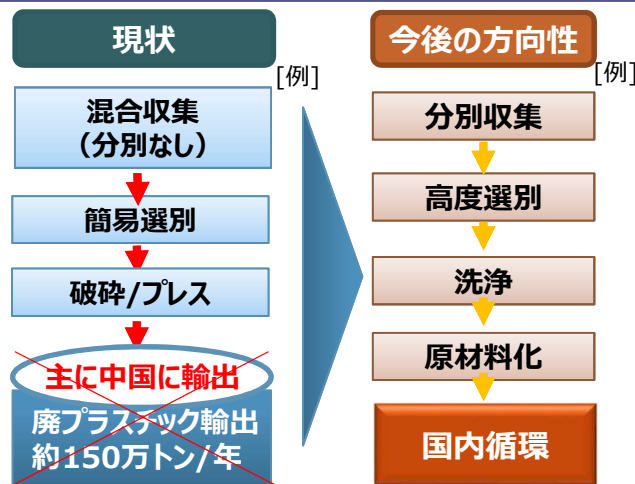 現状
[例]
混合収集
（分別なし）
簡易選別
破砕/プレス
主に中国に輸出
廃プラスチック輸出
約150万トン/年
今後の方向性
[例]
分別収集
高度選別
洗浄
原材料化
国内循環